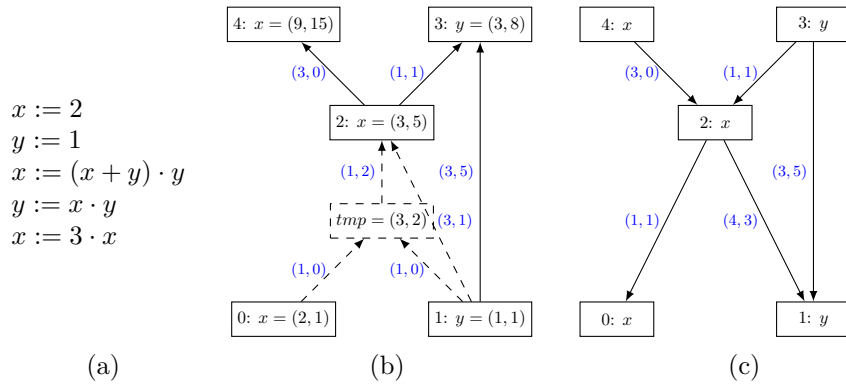 x := 2
y := 1
x := (x + y) · y
y := x · y
x := 3 · x
(a)
4: x = (9, 15)
3: y = (3, 8)
(3, 0)
(1, 1)
2: x = (3, 5)
(1, 2)
(3, 5)
tmp = (3, 2)
(3, 1)
(1, 0)
(1, 0)
0: x = (2, 1)
1: y = (1, 1)
(b)
4: x
3: y
(3, 0)
(1, 1)
2: x
(3, 5)
(1, 1)
(4, 3)
0: x
1: y
(c)